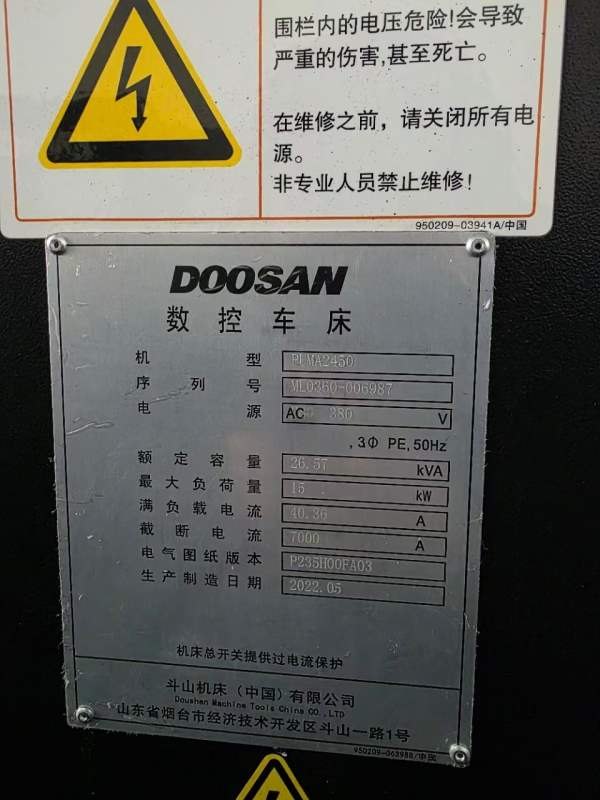 围栏内的电压危险!会导致
严重的伤害,甚至死亡。
在维修之前，请关闭所有电
源。
非专业人员禁止维修!
950209-03941A/中国
DOOSAN
数控车床
机型 PUMA2450
序列号 ML0360-006987
电源 AC 380 V
,3Φ PE,50Hz
额定容量 26.57 kVA
最大负荷量 15 kW
满负载电流 40.36 A
截断电流 7000 A
电气图纸版本 P235H00FA03
生产制造日期 2022.05
机床总开关提供过电流保护
斗山机床（中国）有限公司
Doushan Machine Tools China CO.,LTD
山东省烟台市经济技术开发区斗山一路1号
950209-06398B/中国